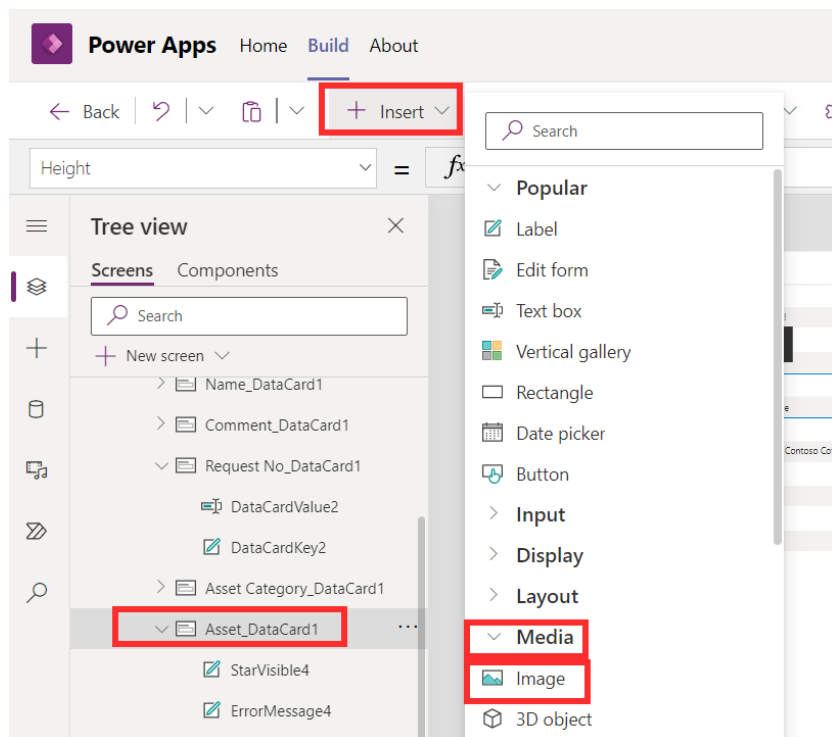 Power Apps Home Build About
Back Insert
Search
Height = fx
Popular
Tree view
Label
Screens Components
Edit form
Search
Text box
New screen
Vertical gallery
Name_DataCard1
Rectangle
Comment_DataCard1
Date picker
Contoso
Request No_DataCard1
Button
DataCardValue2
Input
DataCardKey2
Display
Asset Category_DataCard1
Layout
Asset_DataCard1 ...
Media
StarVisible4
Image
ErrorMessage4
3D object